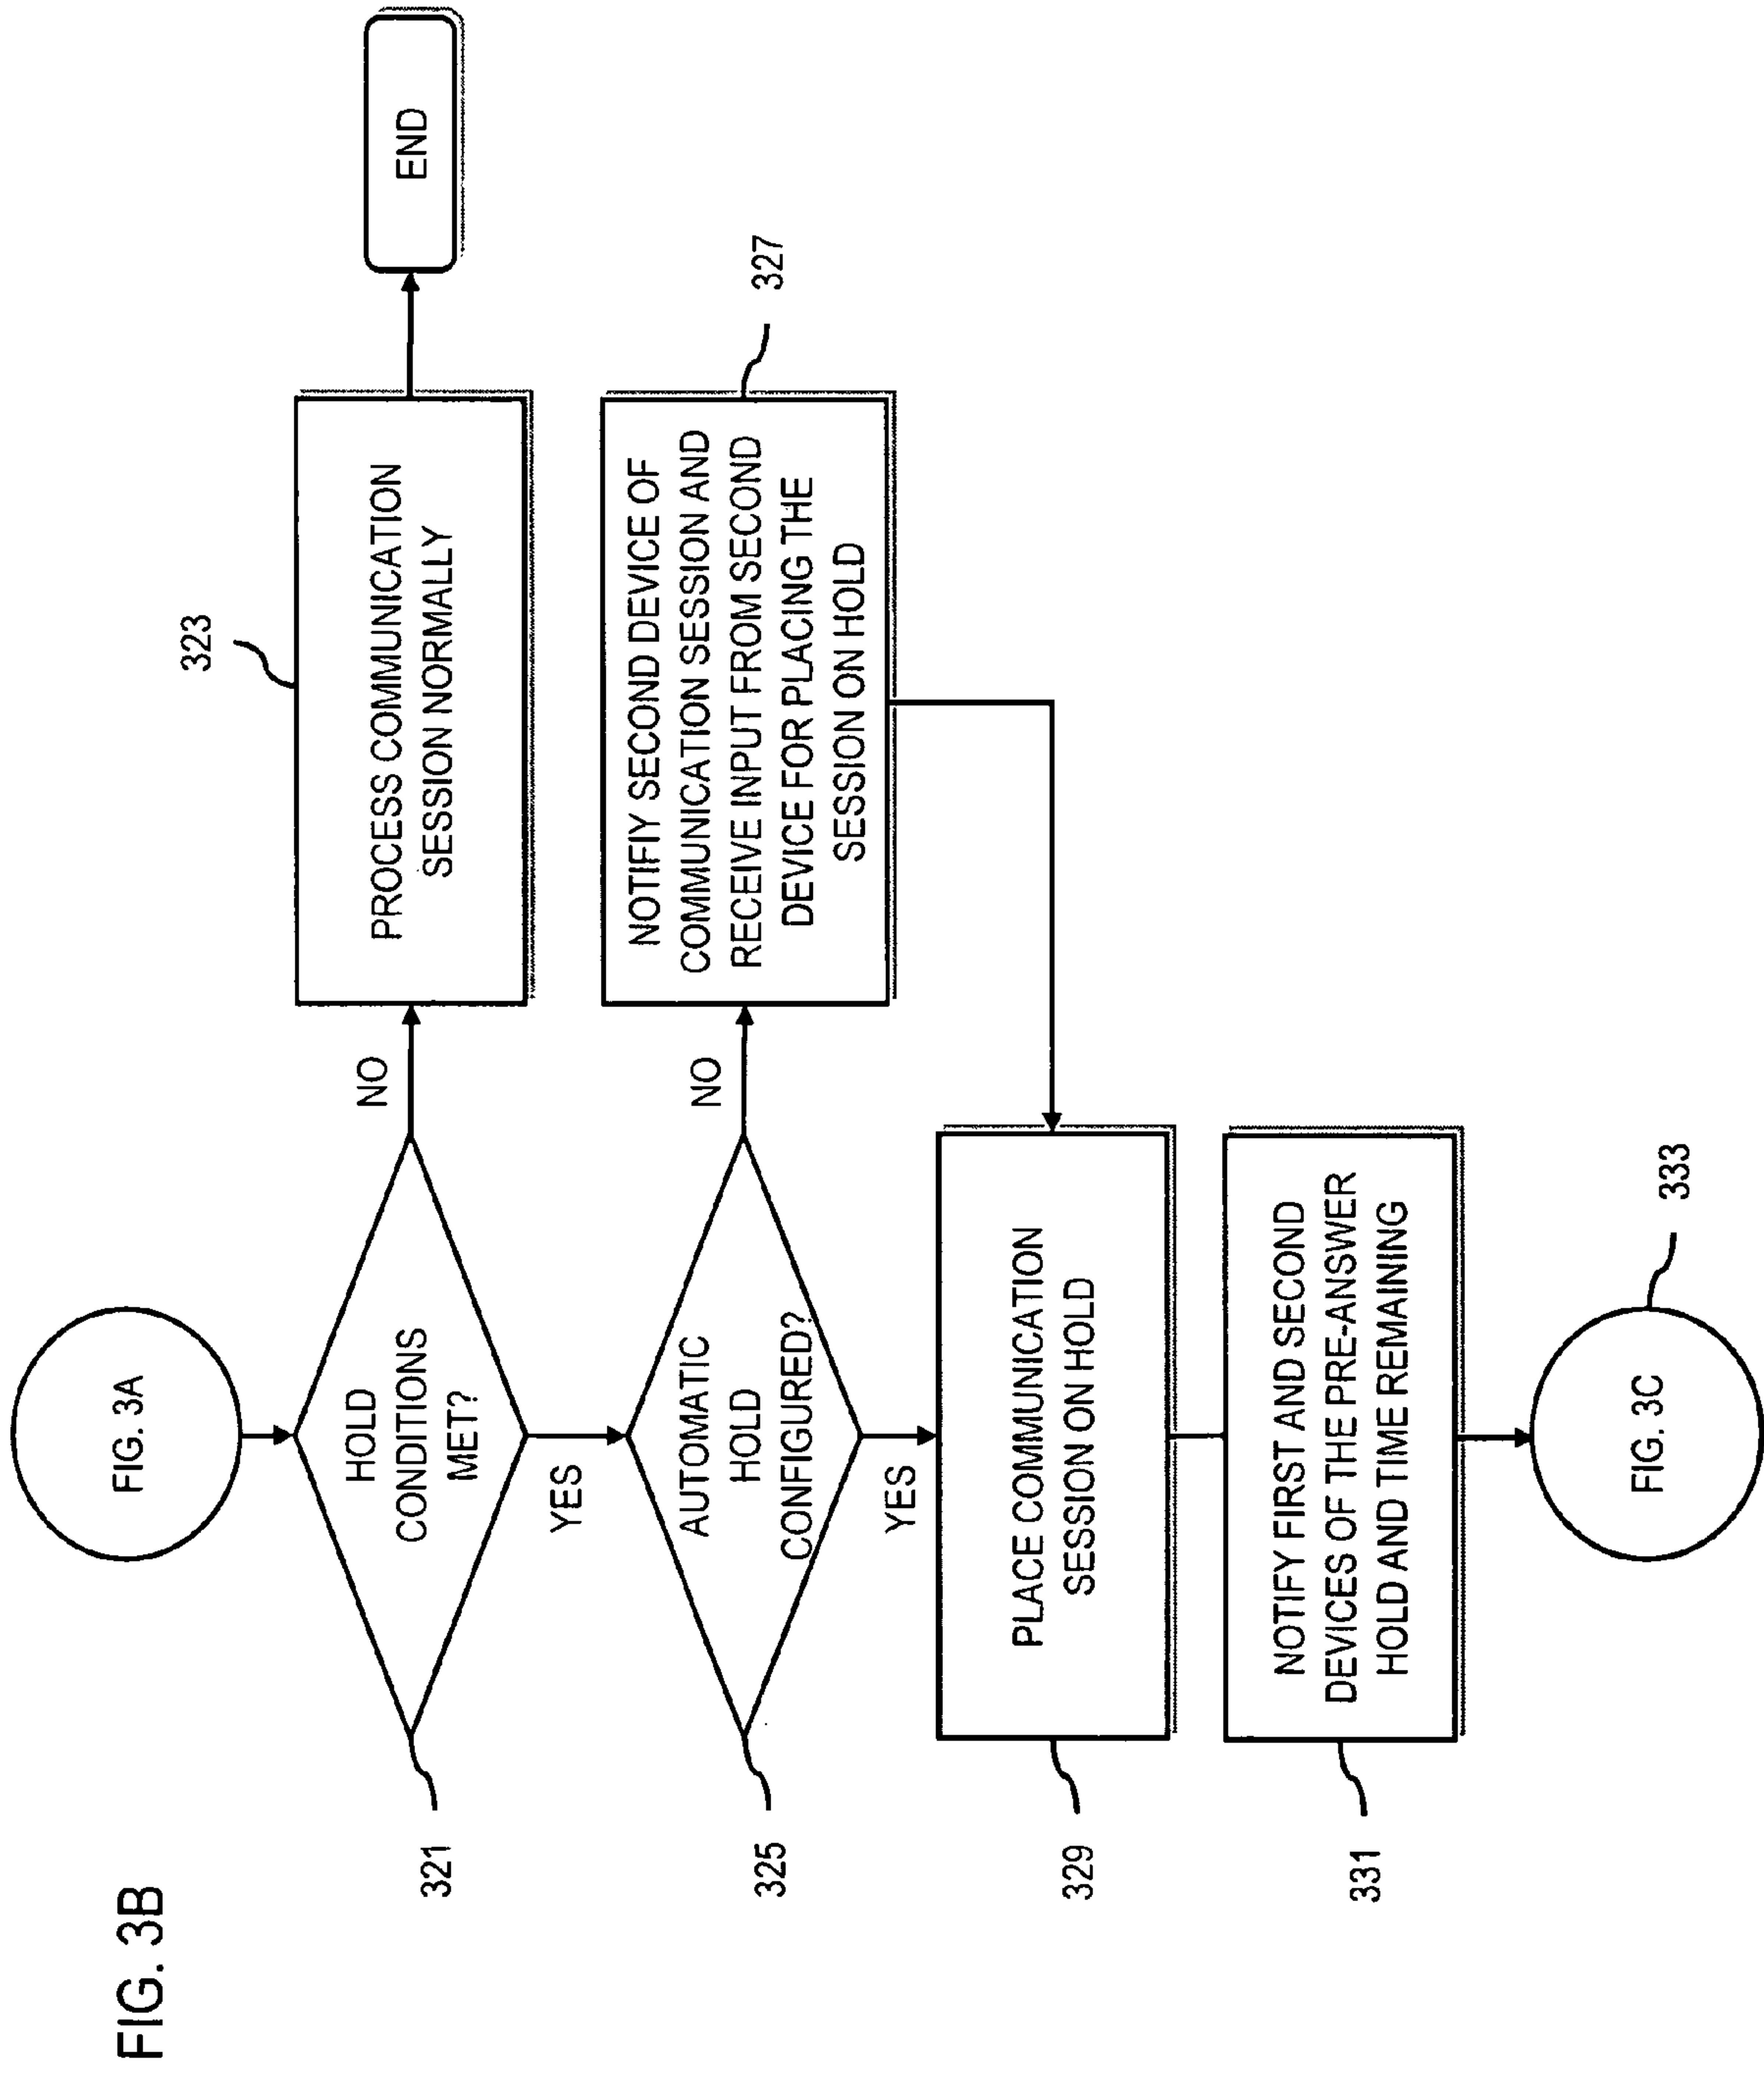 FIG. 3B
FIG. 3A
HOLD
CONDITIONS
MET?
321
NO
PROCESS COMMUNICATION
SESSION NORMALLY
323
END
YES
AUTOMATIC
HOLD
CONFIGURED?
325
NO
NOTIFIY SECOND DEVICE OF
COMMUNICATION SESSION AND
RECEIVE INPUT FROM SECOND
DEVICE FOR PLACING THE
SESSION ON HOLD
327
YES
PLACE COMMUNICATION
SESSION ON HOLD
329
NOTIFY FIRST AND SECOND
DEVICES OF THE PRE-ANSWER
HOLD AND TIME REMAINING
331
FIG. 3C
333